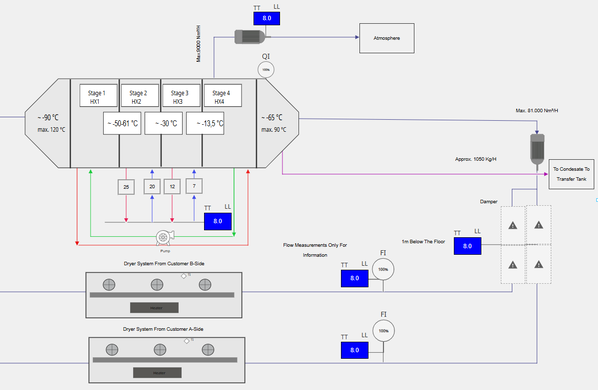 TT LL
8.0
Max.9000 Nm³/H
Atmosphere
QI
100%
Stage 1
HX1
Stage 2
HX2
Stage 3
HX3
Stage 4
HX4
~ -90 °C
max. 120 °C
~ -50-61 °C
~ -30 °C
~ -13,5 °C
~ -65 °C
max. 90 °C
Max. 81.000 Nm³/H
Approx. 1050 Kg/H
To Condesate To
Transfer Tank
25
20
12
7
TT LL
8.0
Pump
Damper
Flow Measurements Only For
Information
1m Below The Floor
TT LL
8.0
Dryer System From Customer B-Side
TT LL
8.0
FI
100%
Dryer System From Customer A-Side
TT LL
8.0
FI
100%